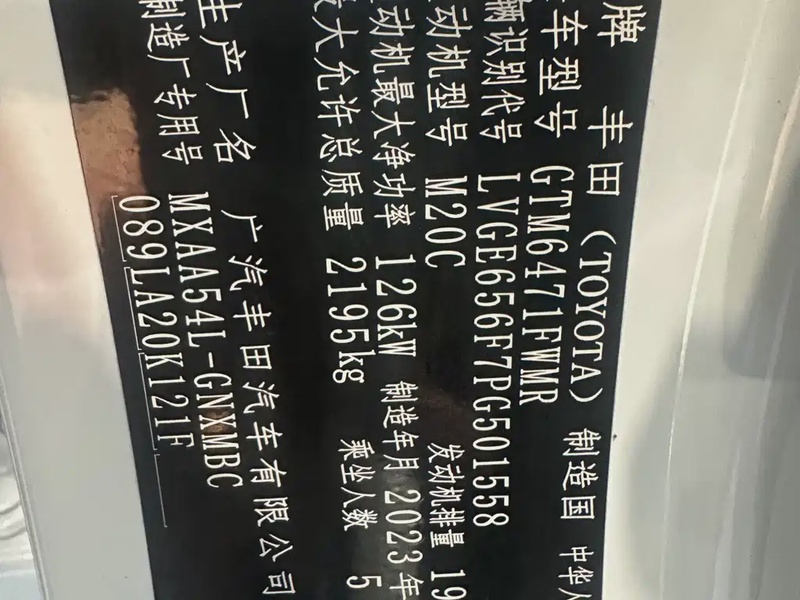 牌 丰田（TOYOTA） 制造国 中华人
车型号 GTM6471FWMR
辆识别代号 LVGE656F7PG501558
动机型号 M20C 发动机排量 19
动机最大净功率 126kW 制造年月 2023年
大允许总质量 2195kg 乘坐人数 5
生产厂名 广汽丰田汽车有限公司
制造厂专用号 MXAA54L-GNXMBC
089LA20K121F